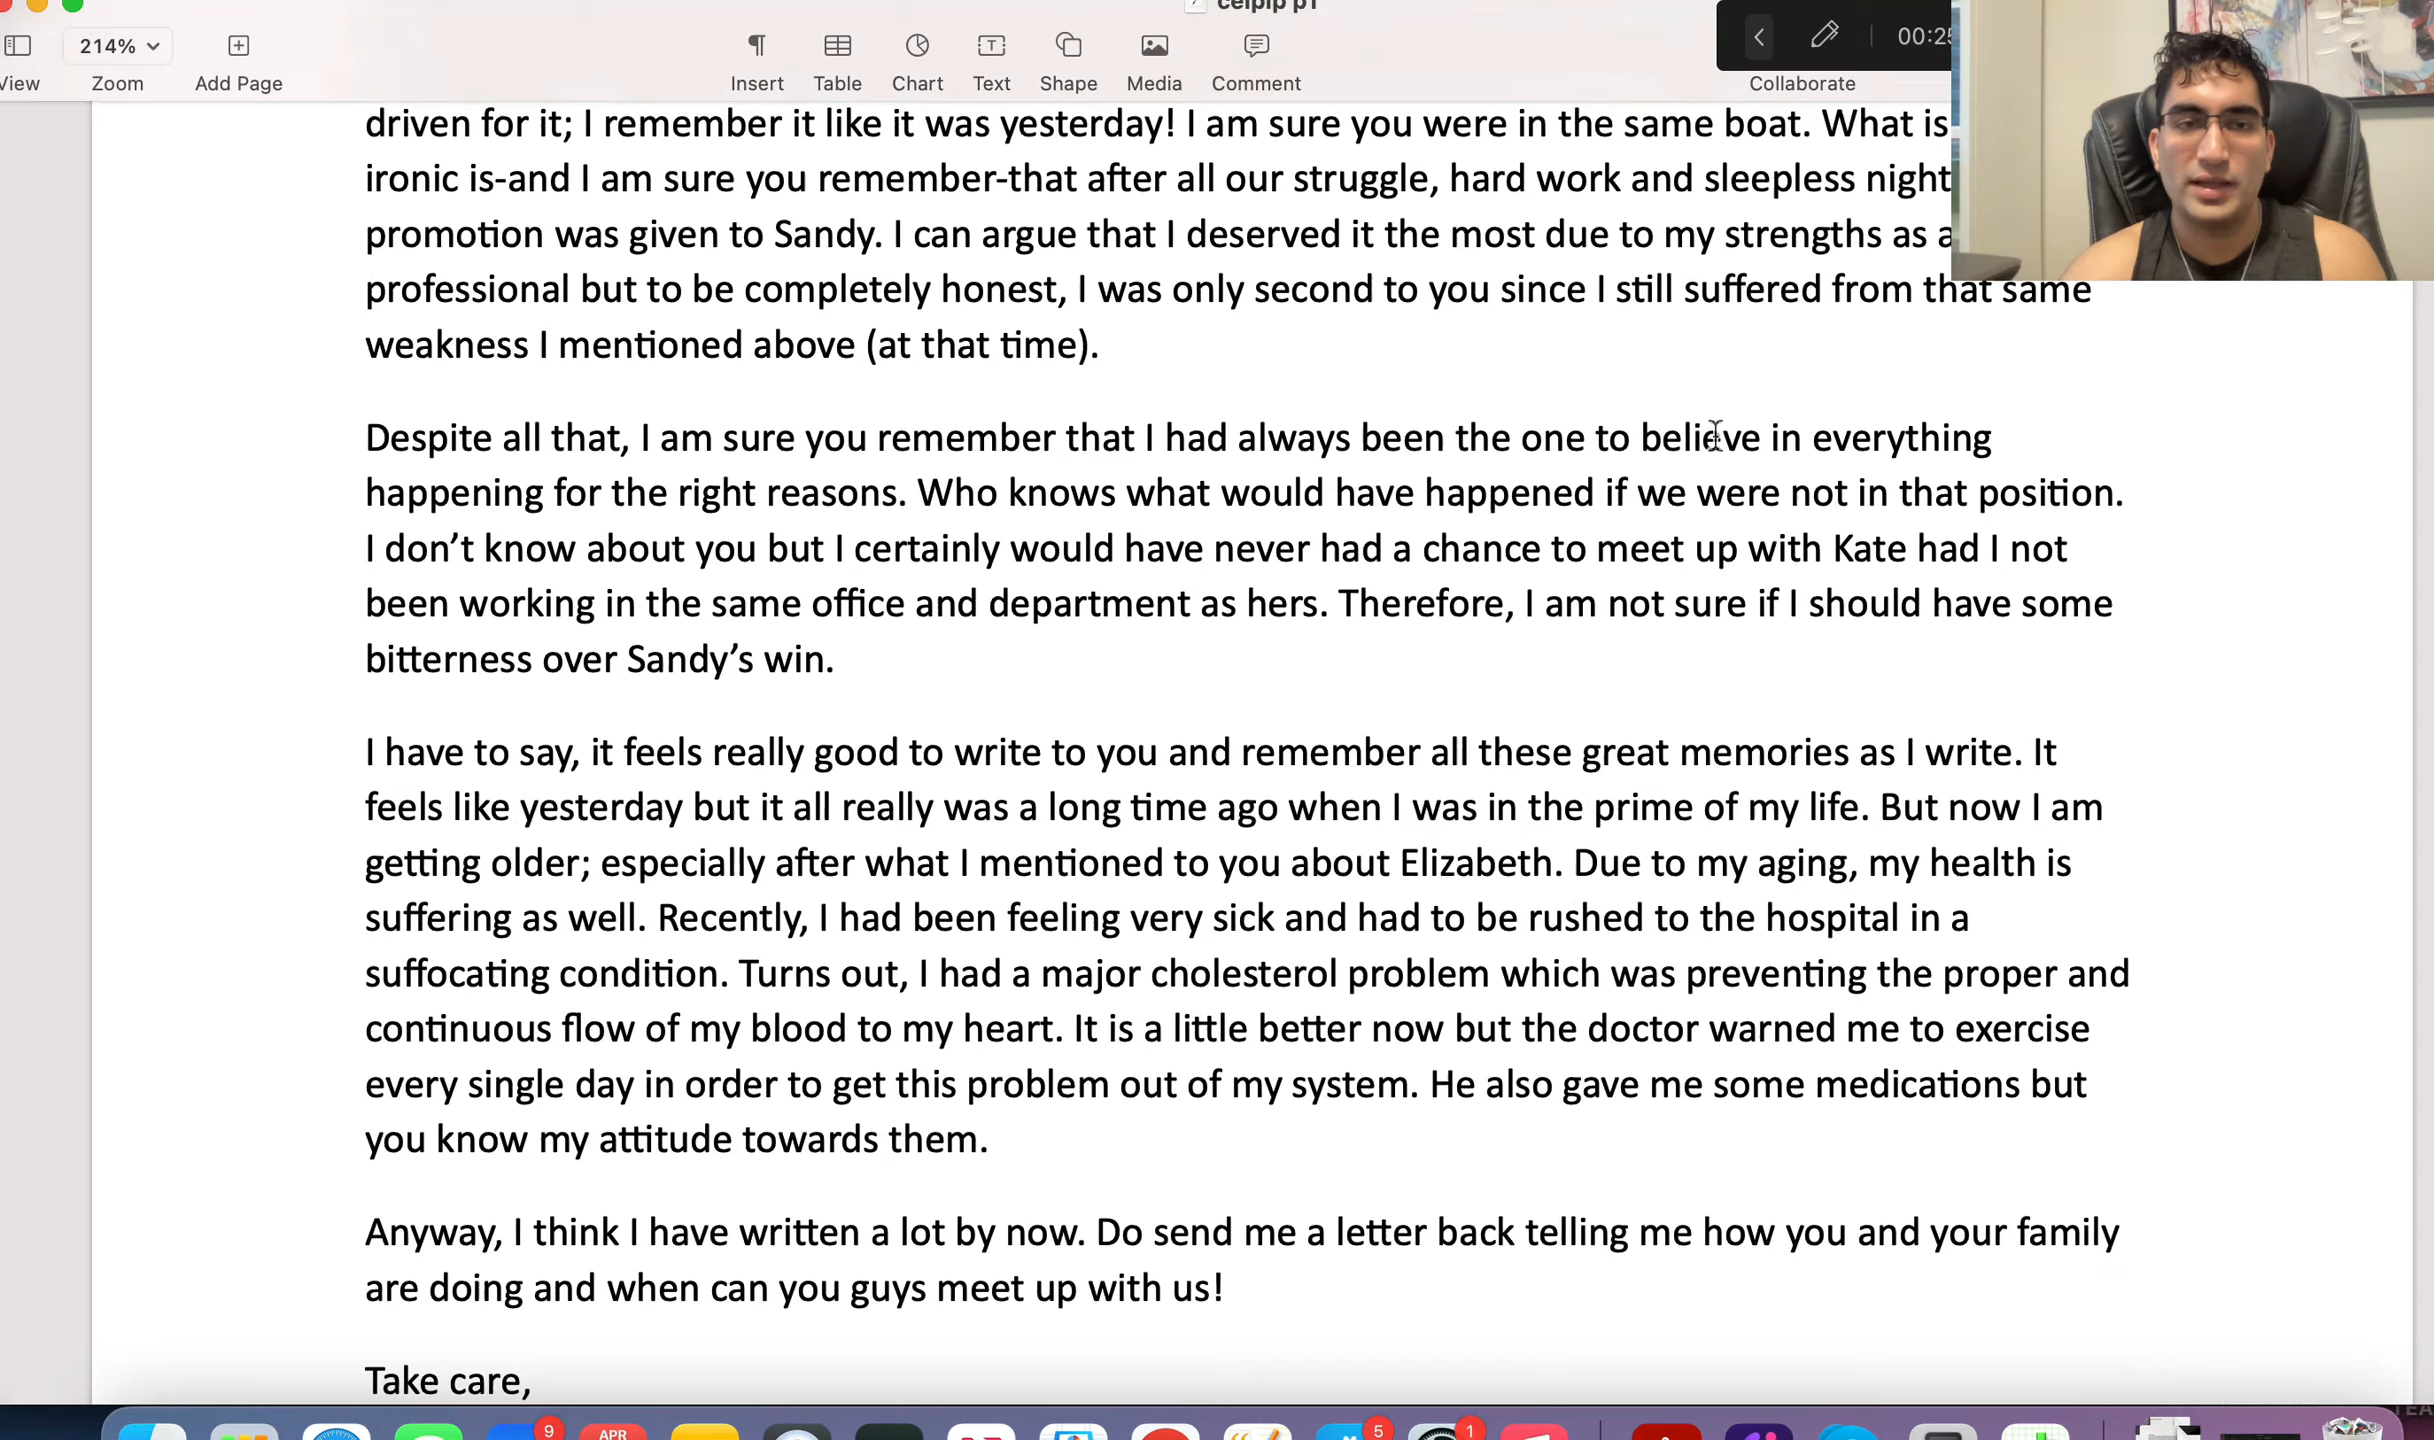 celpip p1
214%
00:25
View
Zoom
Add Page
Insert
Table
Chart
Text
Shape
Media
Comment
Collaborate
driven for it; I remember it like it was yesterday! I am sure you were in the same boat. What is
ironic is-and I am sure you remember-that after all our struggle, hard work and sleepless night
promotion was given to Sandy. I can argue that I deserved it the most due to my strengths as a
professional but to be completely honest, I was only second to you since I still suffered from that same
weakness I mentioned above (at that time).
Despite all that, I am sure you remember that I had always been the one to believe in everything
happening for the right reasons. Who knows what would have happened if we were not in that position.
I don’t know about you but I certainly would have never had a chance to meet up with Kate had I not
been working in the same office and department as hers. Therefore, I am not sure if I should have some
bitterness over Sandy’s win.
I have to say, it feels really good to write to you and remember all these great memories as I write. It
feels like yesterday but it all really was a long time ago when I was in the prime of my life. But now I am
getting older; especially after what I mentioned to you about Elizabeth. Due to my aging, my health is
suffering as well. Recently, I had been feeling very sick and had to be rushed to the hospital in a
suffocating condition. Turns out, I had a major cholesterol problem which was preventing the proper and
continuous flow of my blood to my heart. It is a little better now but the doctor warned me to exercise
every single day in order to get this problem out of my system. He also gave me some medications but
you know my attitude towards them.
Anyway, I think I have written a lot by now. Do send me a letter back telling me how you and your family
are doing and when can you guys meet up with us!
Take care,
9
APR
5
1